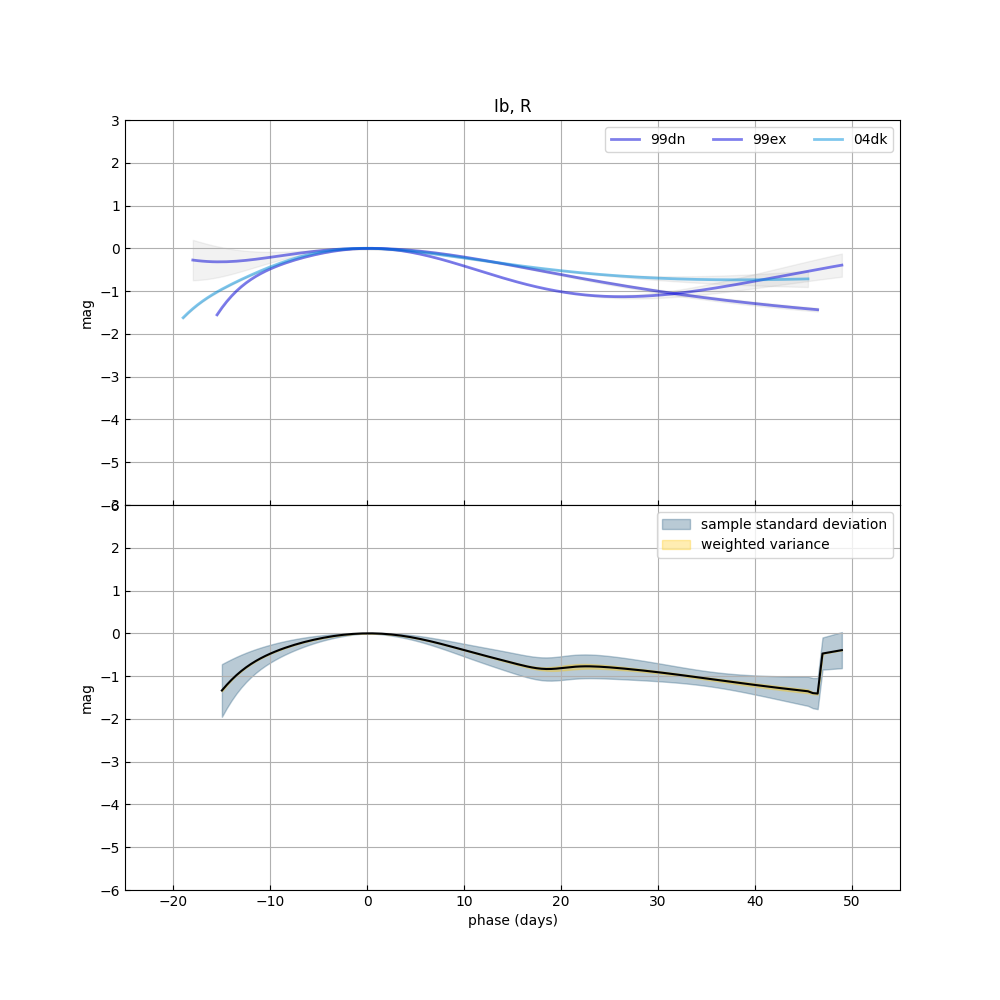 Ib, R
99dn 99ex 04dk
3
2
1
0
−1
−2
−3
−4
−5
−6
mag
3
2
1
0
−1
−2
−3
−4
−5
−6
mag
sample standard deviation
weighted variance
−20 −10 0 10 20 30 40 50
phase (days)